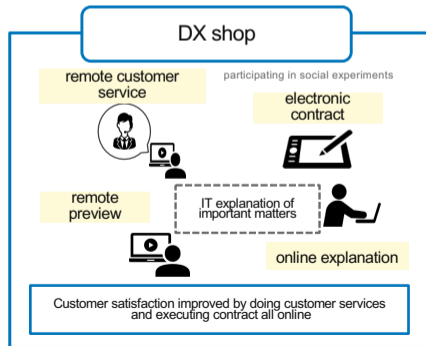 DX shop
remote customer
service
participating in social experiments
electronic
contract
remote
preview
IT explanation of
important matters
online explanation
Customer satisfaction improved by doing customer services
and executing contract all online